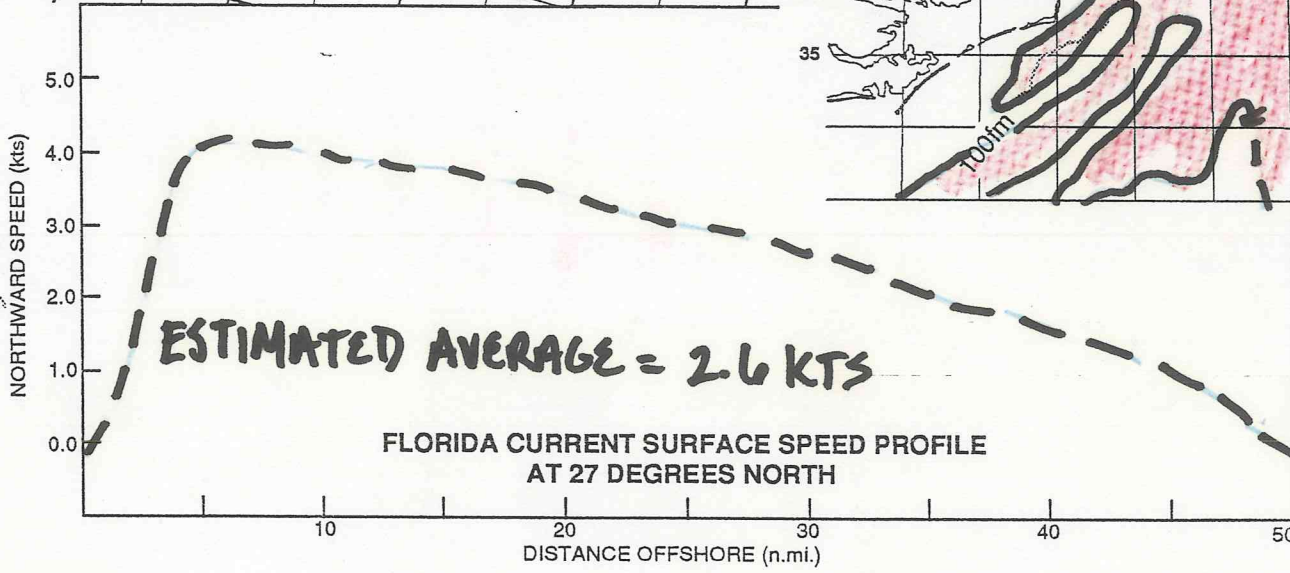 35
100fm
NORTHWARD SPEED (kts)
5.0
4.0
3.0
2.0
1.0
0.0
ESTIMATED AVERAGE = 2.6 KTS
FLORIDA CURRENT SURFACE SPEED PROFILE
AT 27 DEGREES NORTH
10
20
30
40
50
DISTANCE OFFSHORE (n.mi.)